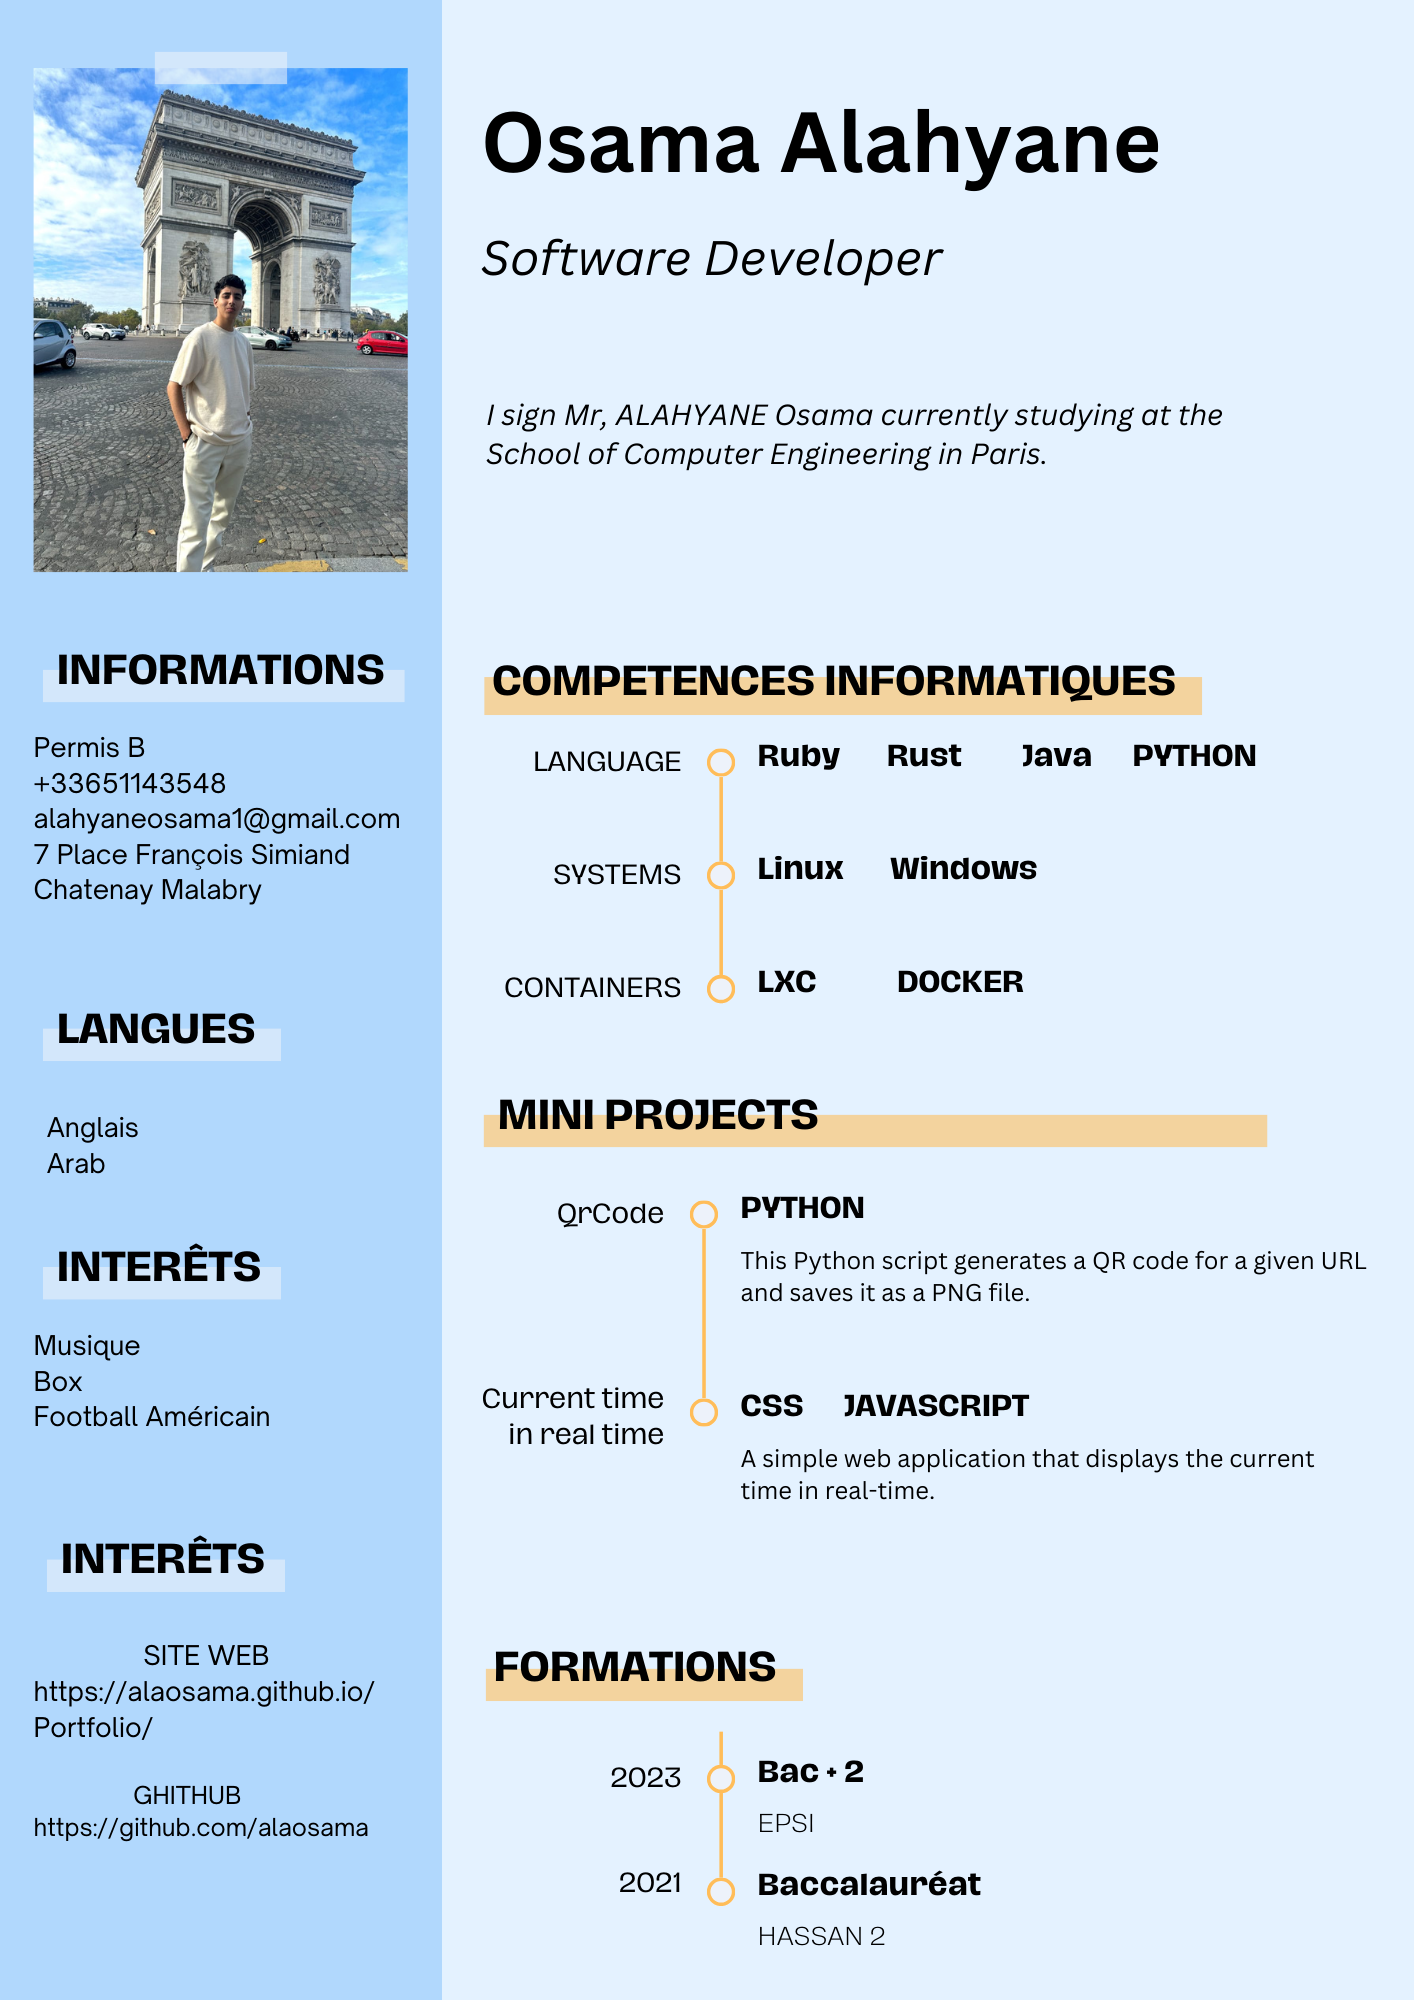 Osama Alahyane
Software Developer
I sign Mr, ALAHYANE Osama currently studying at the
School of Computer Engineering in Paris.
INFORMATIONS
Permis B
+33651143548
alahyaneosama1@gmail.com
7 Place François Simiand
Chatenay Malabry
LANGUES
Anglais
Arab
INTERÊTS
Musique
Box
Football Américain
INTERÊTS
SITE WEB
https://alaosama.github.io/
Portfolio/
GHITHUB
https://github.com/alaosama
COMPETENCES INFORMATIQUES
LANGUAGE Ruby Rust Java PYTHON
SYSTEMS Linux Windows
CONTAINERS LXC DOCKER
MINI PROJECTS
QrCode PYTHON
This Python script generates a QR code for a given URL
and saves it as a PNG file.
Current time
in real time
CSS JAVASCRIPT
A simple web application that displays the current
time in real-time.
FORMATIONS
2023 Bac + 2
EPSI
2021 Baccalauréat
HASSAN 2